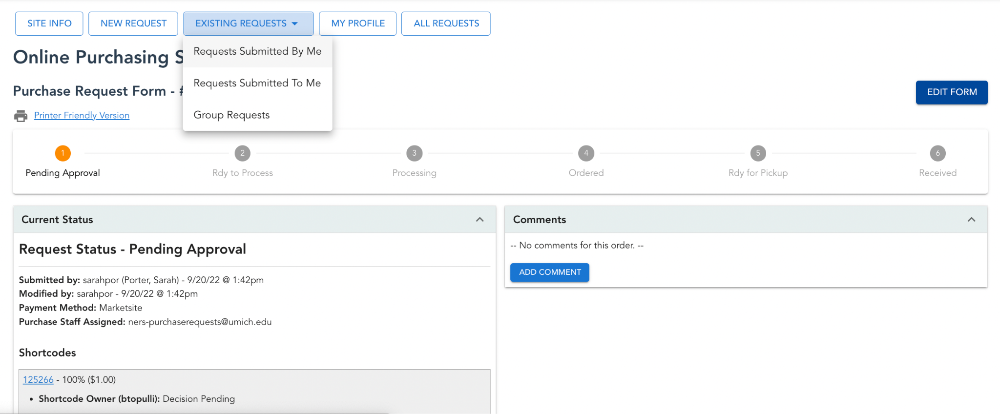 SITE INFO NEW REQUEST EXISTING REQUESTS MY PROFILE ALL REQUESTS
Requests Submitted By Me
Online Purchasing
Requests Submitted To Me
Purchase Request Form - #
EDIT FORM
Group Requests
Printer Friendly Version
1 2 3 4 5 6
Pending Approval Rdy to Process Processing Ordered Rdy for Pickup Received
Current Status
Request Status - Pending Approval
Submitted by: sarahpor (Porter, Sarah) - 9/20/22 @ 1:42pm
Modified by: sarahpor - 9/20/22 @ 1:42pm
Payment Method: Marketsite
Purchase Staff Assigned: ners-purchaserequests@umich.edu
Shortcodes
125266 - 100% ($1.00)
• Shortcode Owner (btopulli): Decision Pending
Comments
-- No comments for this order. --
ADD COMMENT